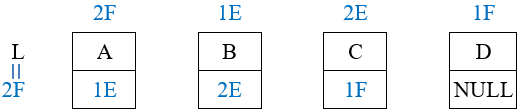 2F 1E 2E 1F
L A B C D
=
2F 1E 2E 1F NULL